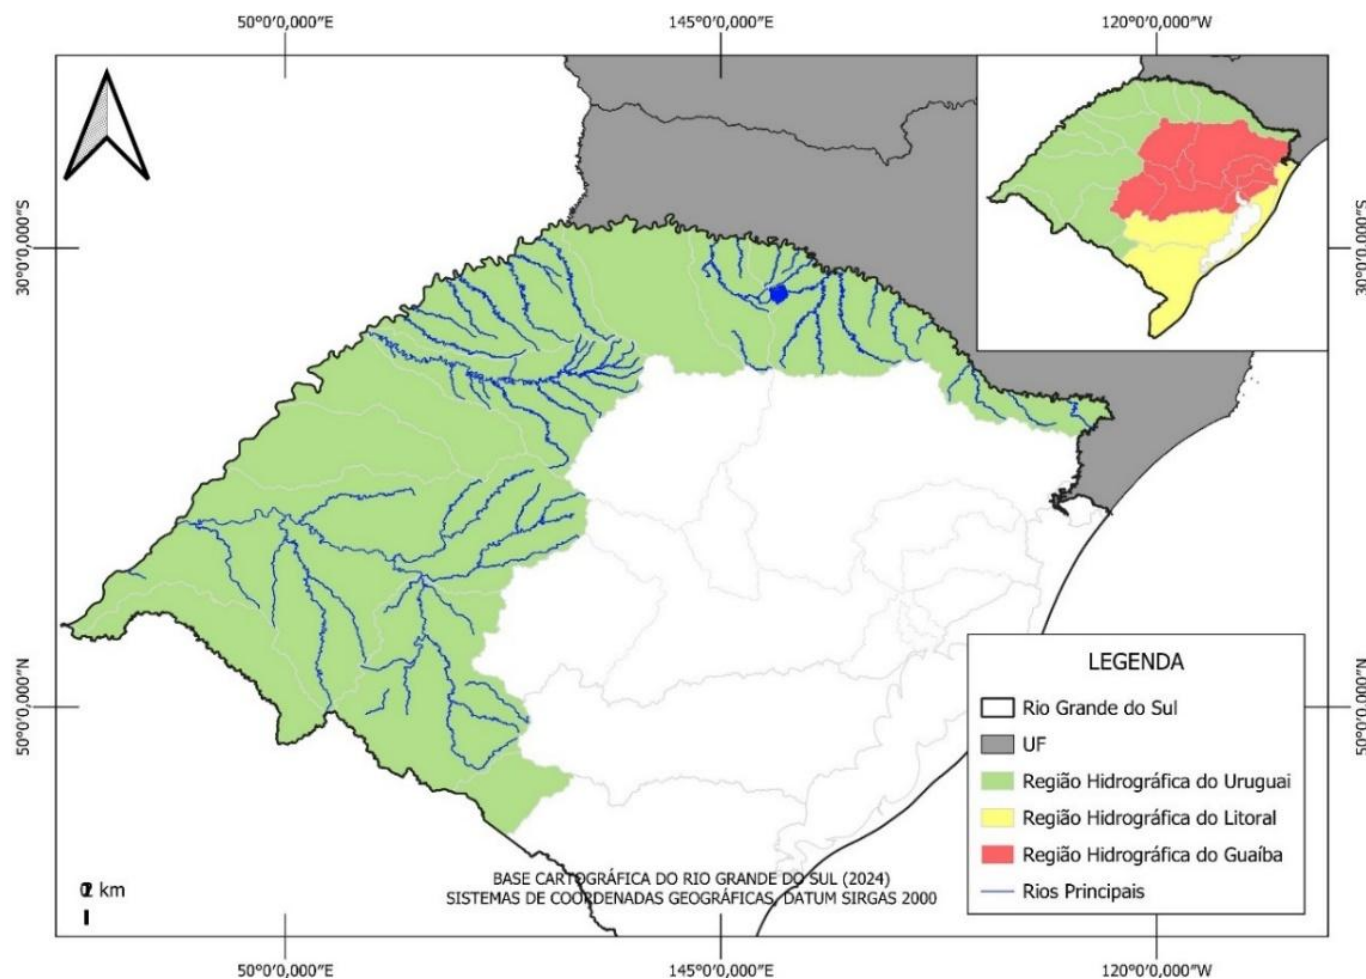 50°0'0,000"E
145°0'0,000"E
120°0'0,000"W
30°0'0,000"S
30°0'0,000"S
LEGENDA
Rio Grande do Sul
UF
Região Hidrográfica do Uruguai
Região Hidrográfica do Litoral
Região Hidrográfica do Guaíba
Rios Principais
50°0'0,000"N
50°0'0,000"N
km
BASE CARTOGRÁFICA DO RIO GRANDE DO SUL (2024)
SISTEMAS DE COORDENADAS GEOGRÁFICAS, DATUM SIRGAS 2000
50°0'0,000"E
145°0'0,000"E
120°0'0,000"W